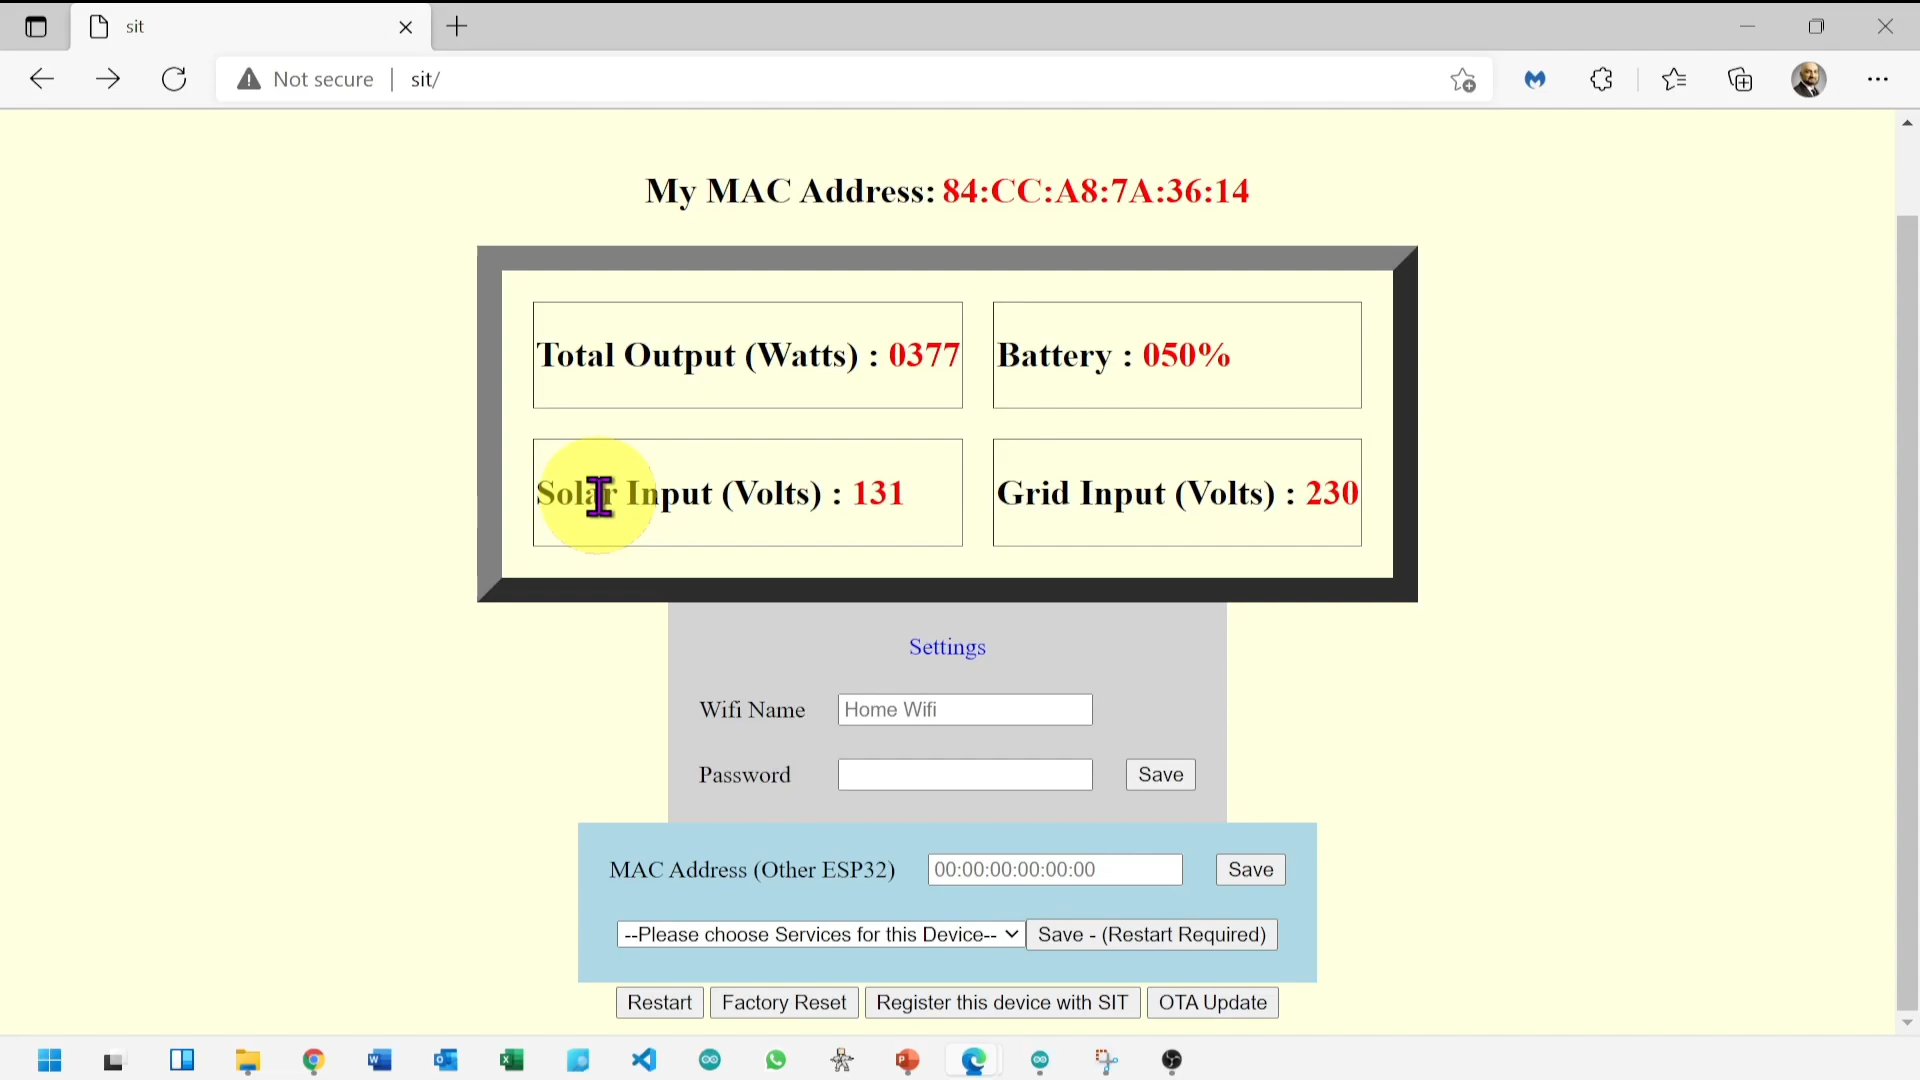 sit
Not secure
sit/
My MAC Address: 84:CC:A8:7A:36:14
Total Output (Watts) : 0377
Battery : 050%
Solar Input (Volts) : 131
Grid Input (Volts) : 230
Settings
Wifi Name
Home Wifi
Password
Save
MAC Address (Other ESP32)
00:00:00:00:00:00
Save
--Please choose Services for this Device--
Save - (Restart Required)
Restart
Factory Reset
Register this device with SIT
OTA Update